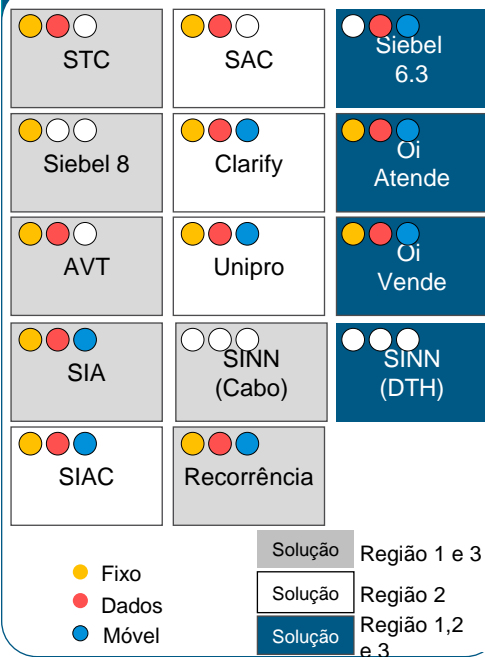 STC
SAC
Siebel
6.3
Siebel 8
Clarify
Oi
Atende
AVT
Unipro
Oi
Vende
SIA
SINN
(Cabo)
SINN
(DTH)
SIAC
Recorrência
Fixo
Dados
Móvel
Solução Região 1 e 3
Solução Região 2
Solução Região 1,2
e 3